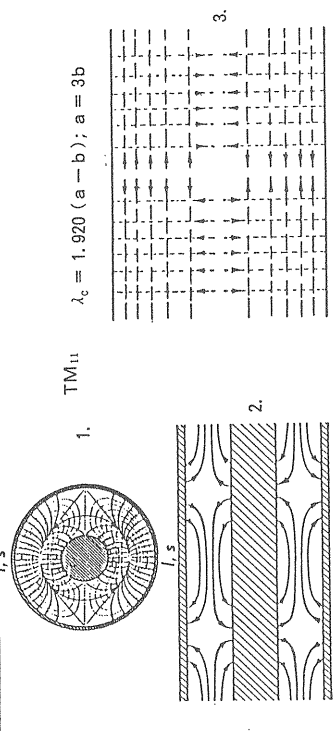 l, s
1.
TM₁₁
λc = 1.920 (a — b); a = 3b
l, s
2.
3.